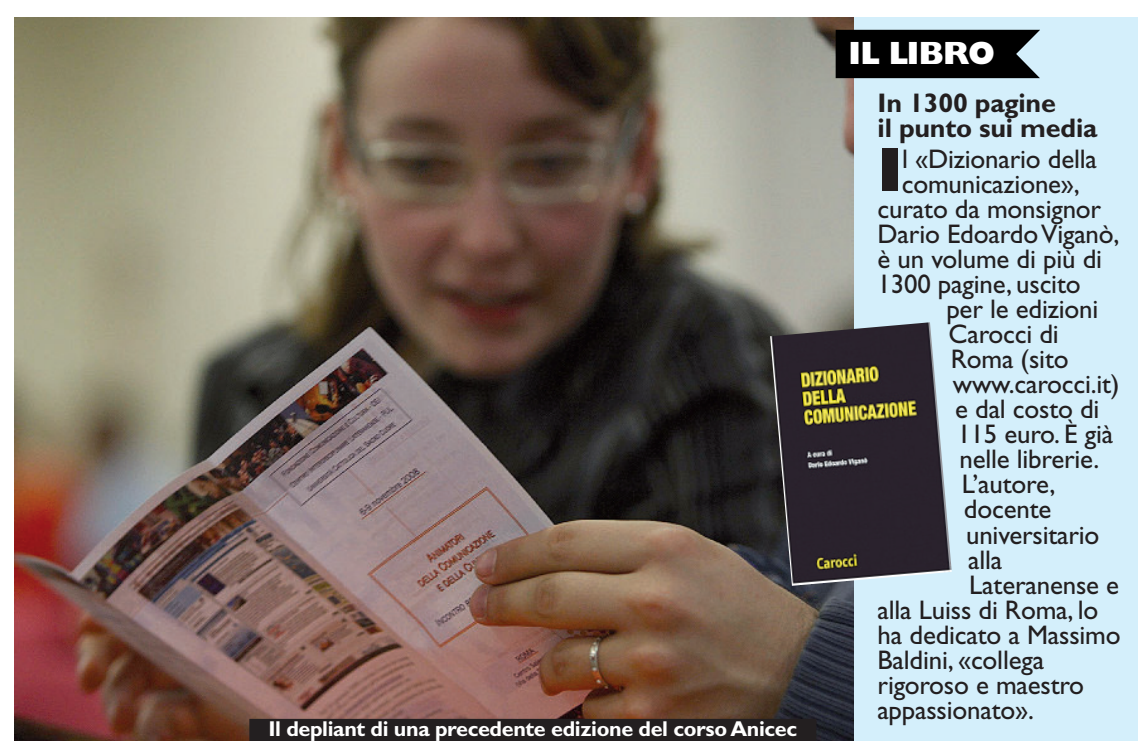 IL LIBRO
In 1300 pagine
il punto sui media
Il «Dizionario della
comunicazione»,
curato da monsignor
Dario Edoardo Viganò,
è un volume di più di
1300 pagine, uscito
per le edizioni
Carocci di
Roma (sito
www.carocci.it)
e dal costo di
115 euro. È già
nelle librerie.
L'autore,
docente
universitario
alla
Lateranense e
alla Luiss di Roma, lo
ha dedicato a Massimo
Baldini, «collega
rigoroso e maestro
appassionato».
DIZIONARIO
DELLA
COMUNICAZIONE
A cura di
Dario Edoardo Viganò
Carocci
6-9 novembre 2008
ANIMATORI
DELLA COMUNICAZIONE
E DELLA
INCONTRO
ROMA
Il depliant di una precedente edizione del corso Anicec